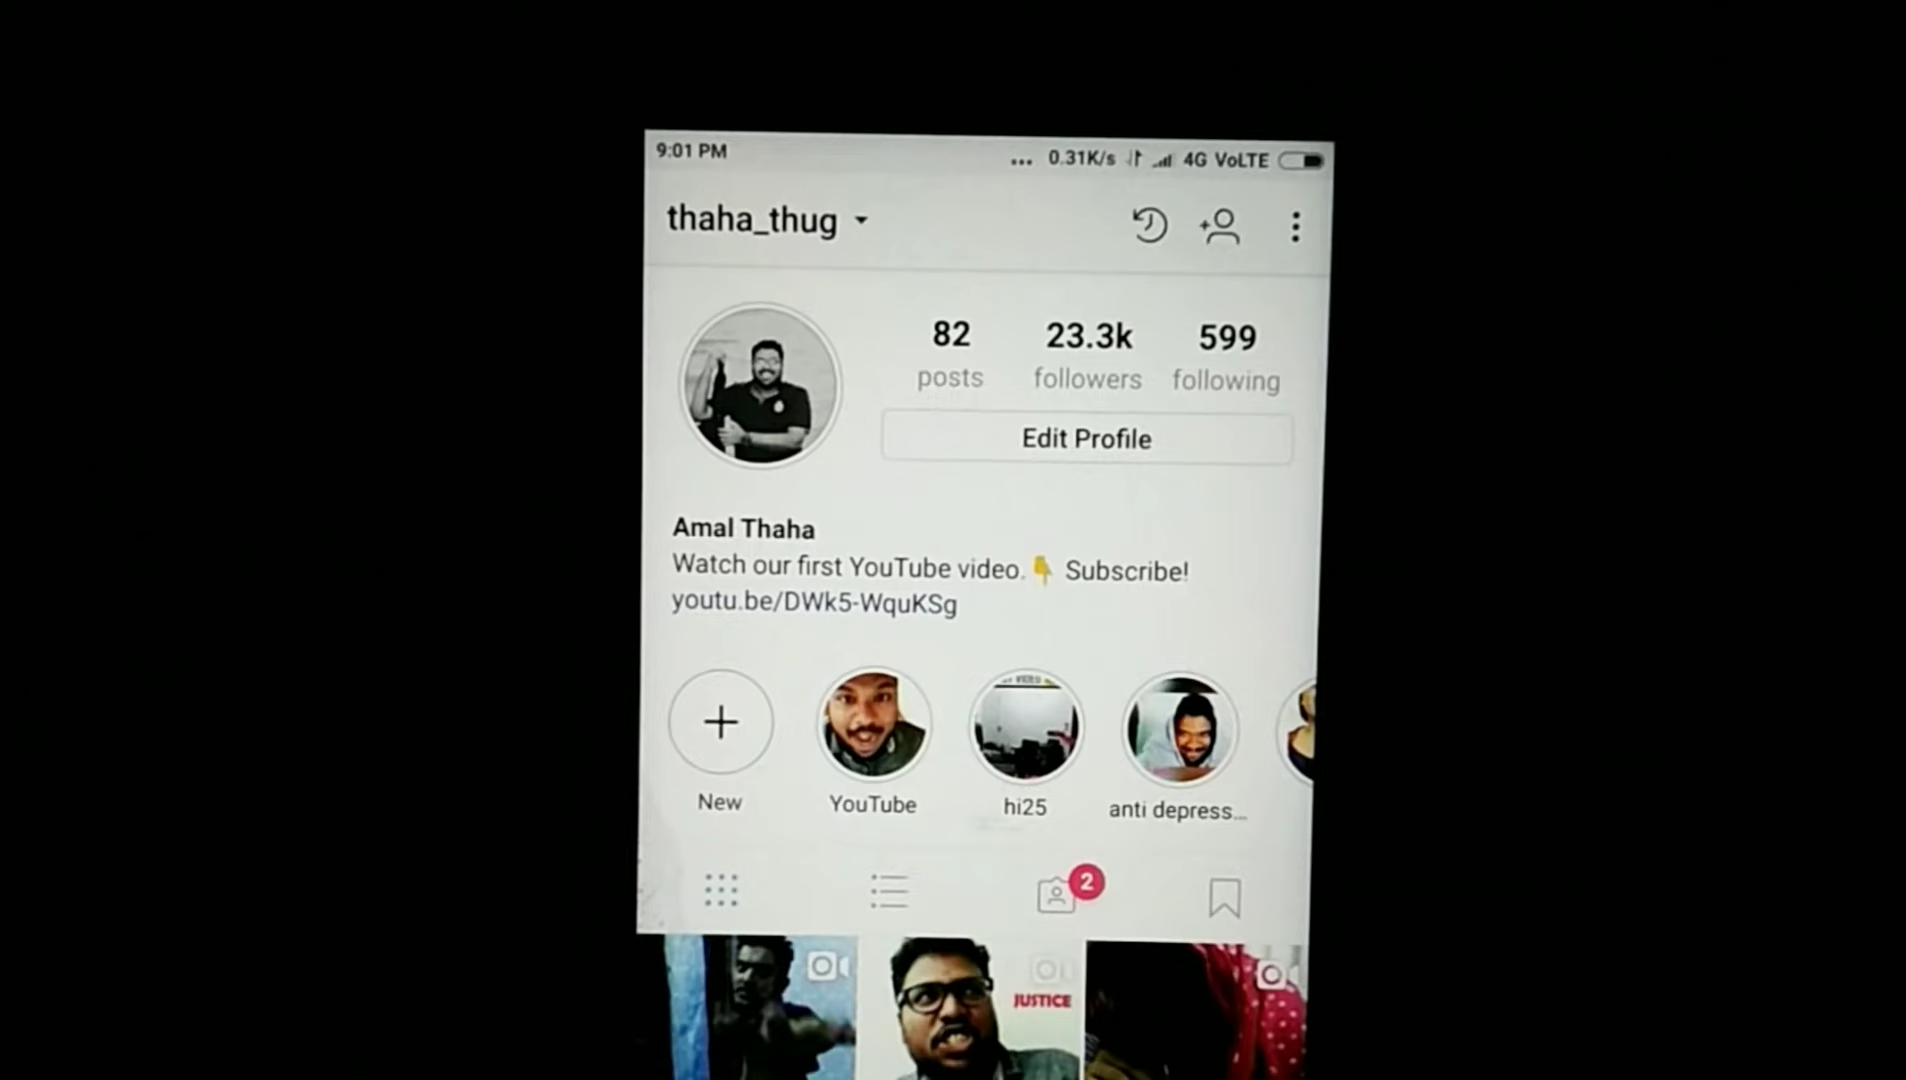 9:01 PM ... 0.31K/s 4G VoLTE
thaha_thug
82 23.3k 599
posts followers following
Edit Profile
Amal Thaha
Watch our first YouTube video.👇 Subscribe!
youtu.be/DWk5-WquKSg
New YouTube hi25 anti depress...
2
JUSTICE